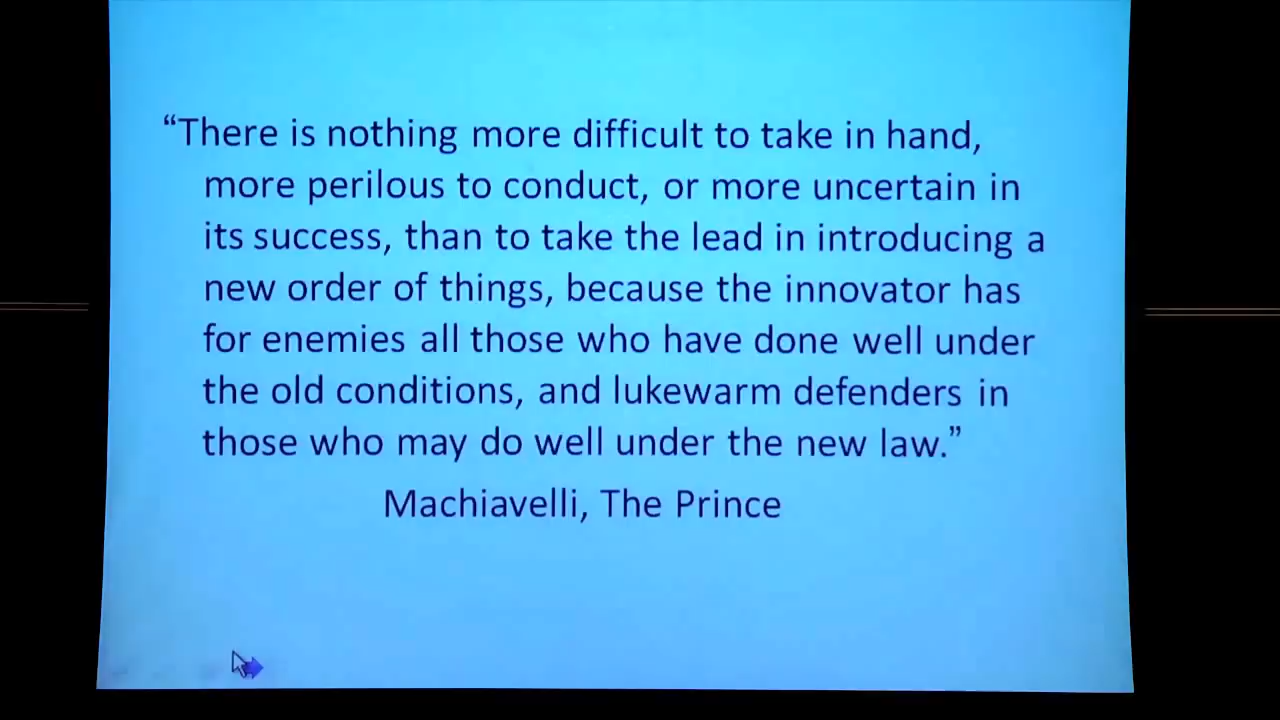 “There is nothing more difficult to take in hand,
more perilous to conduct, or more uncertain in
its success, than to take the lead in introducing a
new order of things, because the innovator has
for enemies all those who have done well under
the old conditions, and lukewarm defenders in
those who may do well under the new law.”
Machiavelli, The Prince